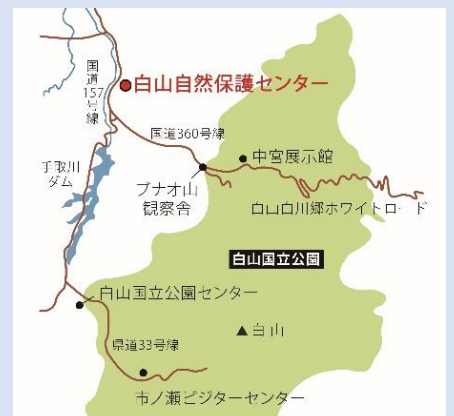 国道157号線
白山自然保護センター
国道360号線
中宮展示館
手取川
ダム
ブナオ山
観察舎
白山白川郷ホワイトロード
白山国立公園
白山国立公園センター
▲白山
県道33号線
市ノ瀬ビジターセンター